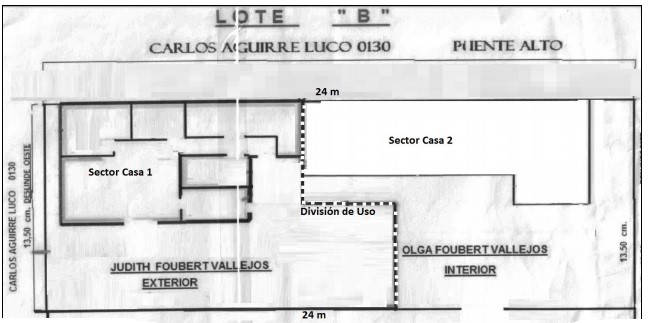 LOTE "B"
CARLOS AGUIRRE LUCO 0130 PUENTE ALTO
24 m
Sector Casa 2
Sector Casa 1
CARLOS AGUIRRE LUCO 0130
13,50 cm. DESLINDE OESTE
División de Uso
13,50 cm.
JUDITH FOUBERT VALLEJOS
EXTERIOR
OLGA FOUBERT VALLEJOS
INTERIOR
24 m